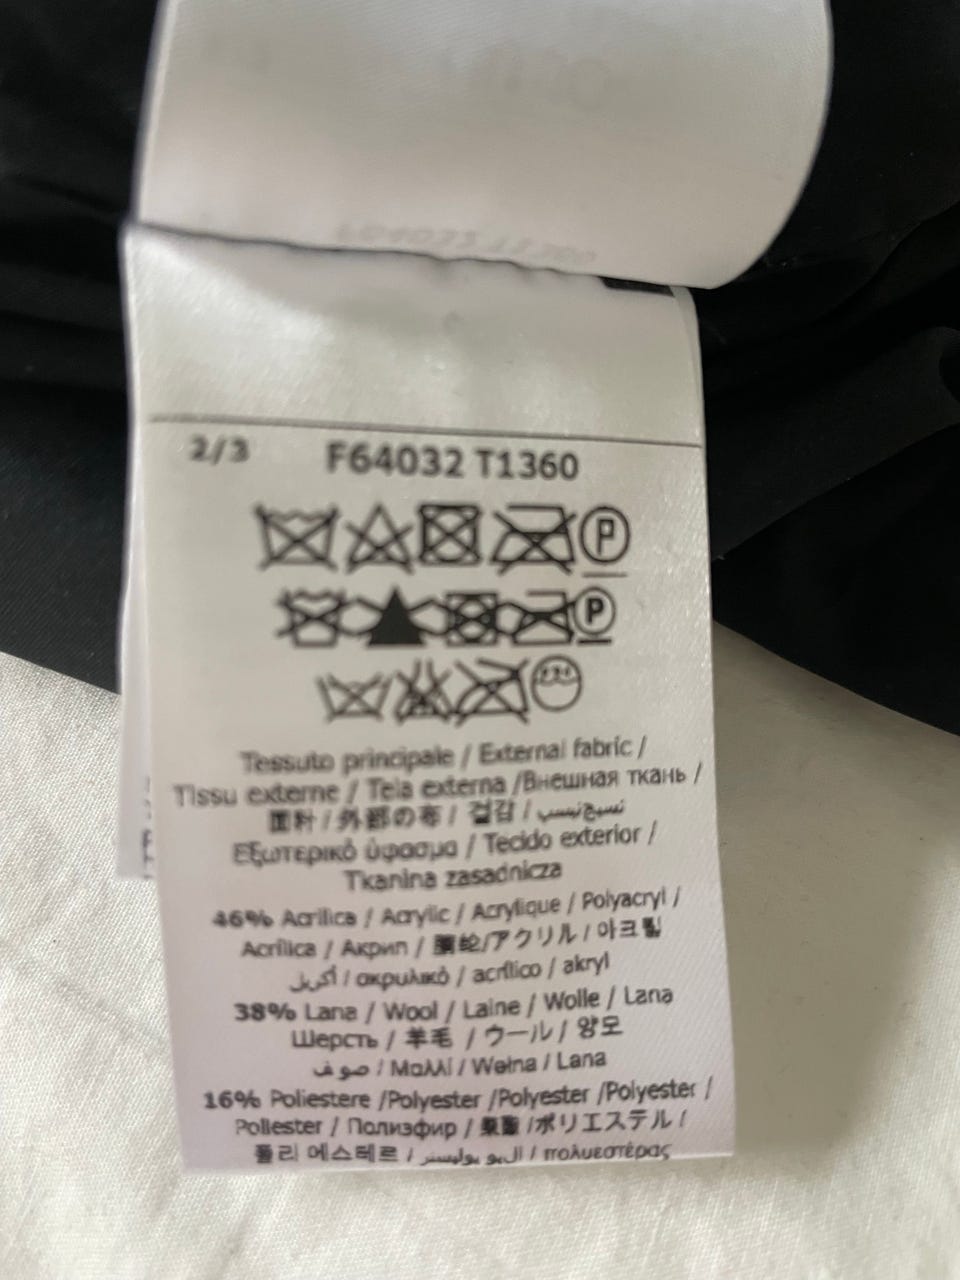 2/3 F64032 T1360
P
P
Tessuto principale / External fabric /
Tissu externe / Tela externa /Внешная ткань /
面料 / 外部の布 / 겉감 /
Εξωτερικό ύφασμα / Tecido exterior /
Tkanina zasadnicza
46% Acrilica / Acrylic / Acrylique / Polyacryl /
Acrílica / Акрил / /アクリル / 아크릴
أكريل / ακρυλικό / acrílico / akryl
38% Lana / Wool / Laine / Wolle / Lana
Шерсть / 羊毛 / ウール / 양모
صوف / Μαλλί / Wełna / Lana
16% Poliestere /Polyester /Polyester /Polyester /
Poliester / Полиэфир / /ポリエステル /
폴리 에스테르 / / πολυεστέρας